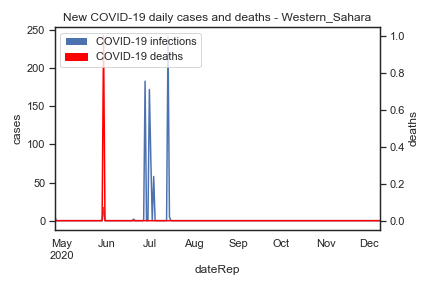 New COVID-19 daily cases and deaths - Western_Sahara
COVID-19 infections
COVID-19 deaths
cases
250
200
150
100
50
0
deaths
1.0
0.8
0.6
0.4
0.2
0.0
May Jun Jul Aug Sep Oct Nov Dec
2020
dateRep